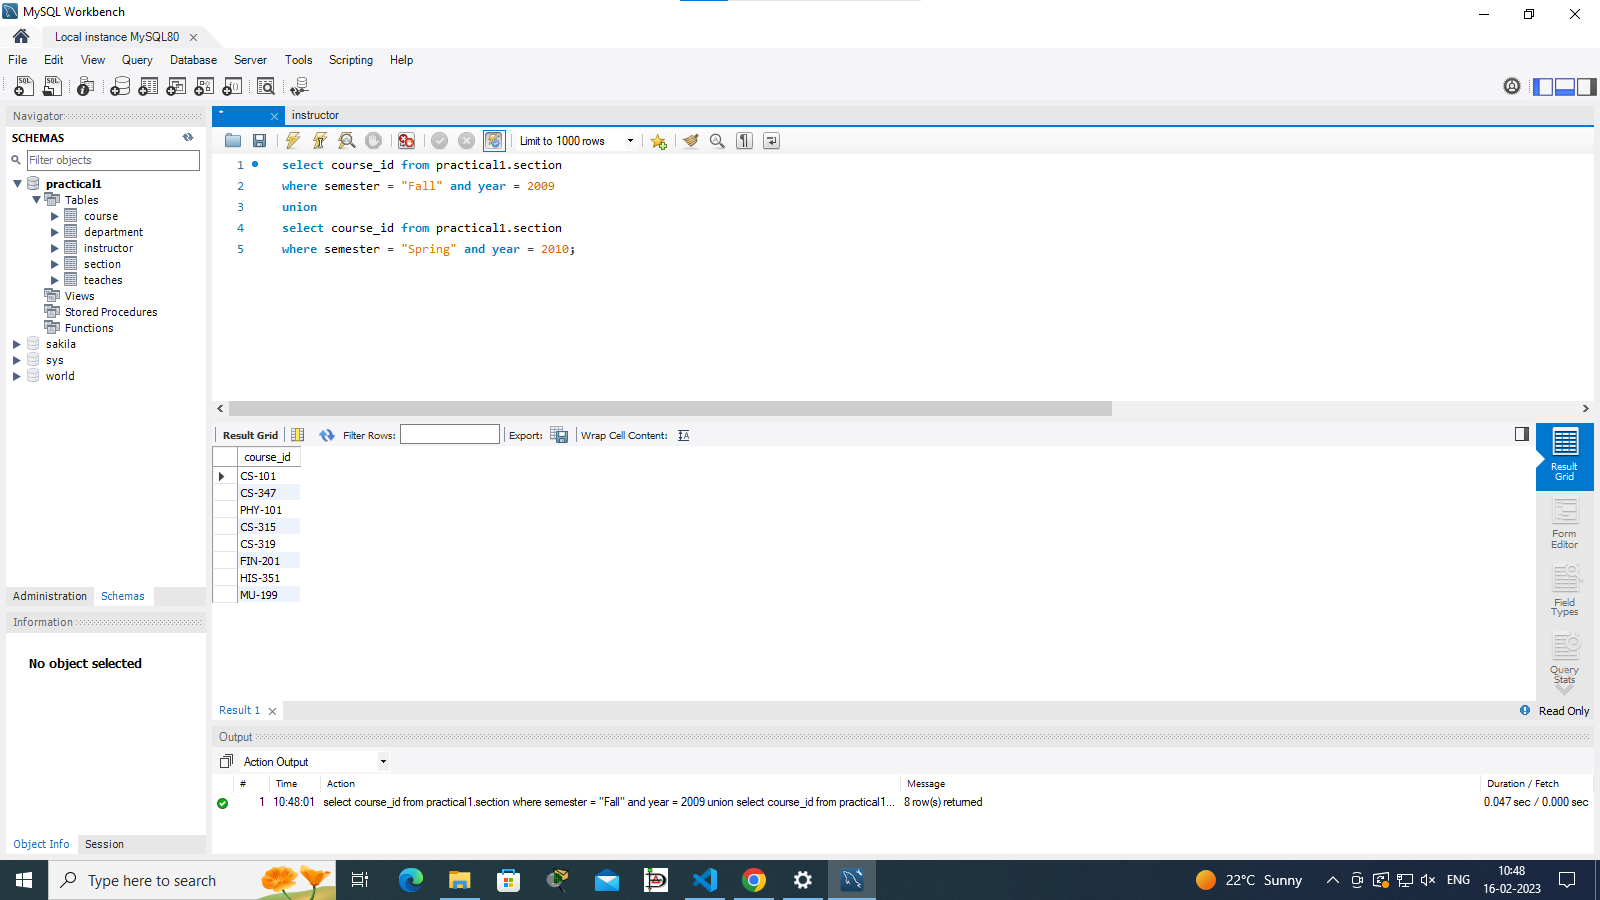 MySQL Workbench
Local instance MySQL80
File Edit View Query Database Server Tools Scripting Help
Navigator
SCHEMAS
Filter objects
practical1
Tables
course
department
instructor
section
teaches
Views
Stored Procedures
Functions
sakila
sys
world
Administration Schemas
Information
No object selected
Object Info Session
* instructor
Limit to 1000 rows
1 select course_id from practical1.section
2 where semester = "Fall" and year = 2009
3 union
4 select course_id from practical1.section
5 where semester = "Spring" and year = 2010;
Result Grid Filter Rows: Export: Wrap Cell Content:
course_id
CS-101
CS-347
PHY-101
CS-315
CS-319
FIN-201
HIS-351
MU-199
Result Grid
Form Editor
Field Types
Query Stats
Result 1 Read Only
Output
Action Output
# Time Action Message Duration / Fetch
1 10:48:01 select course_id from practical1.section where semester = "Fall" and year = 2009 union select course_id from practical1... 8 row(s) returned 0.047 sec / 0.000 sec
Type here to search
22°C Sunny
ENG
10:48
16-02-2023